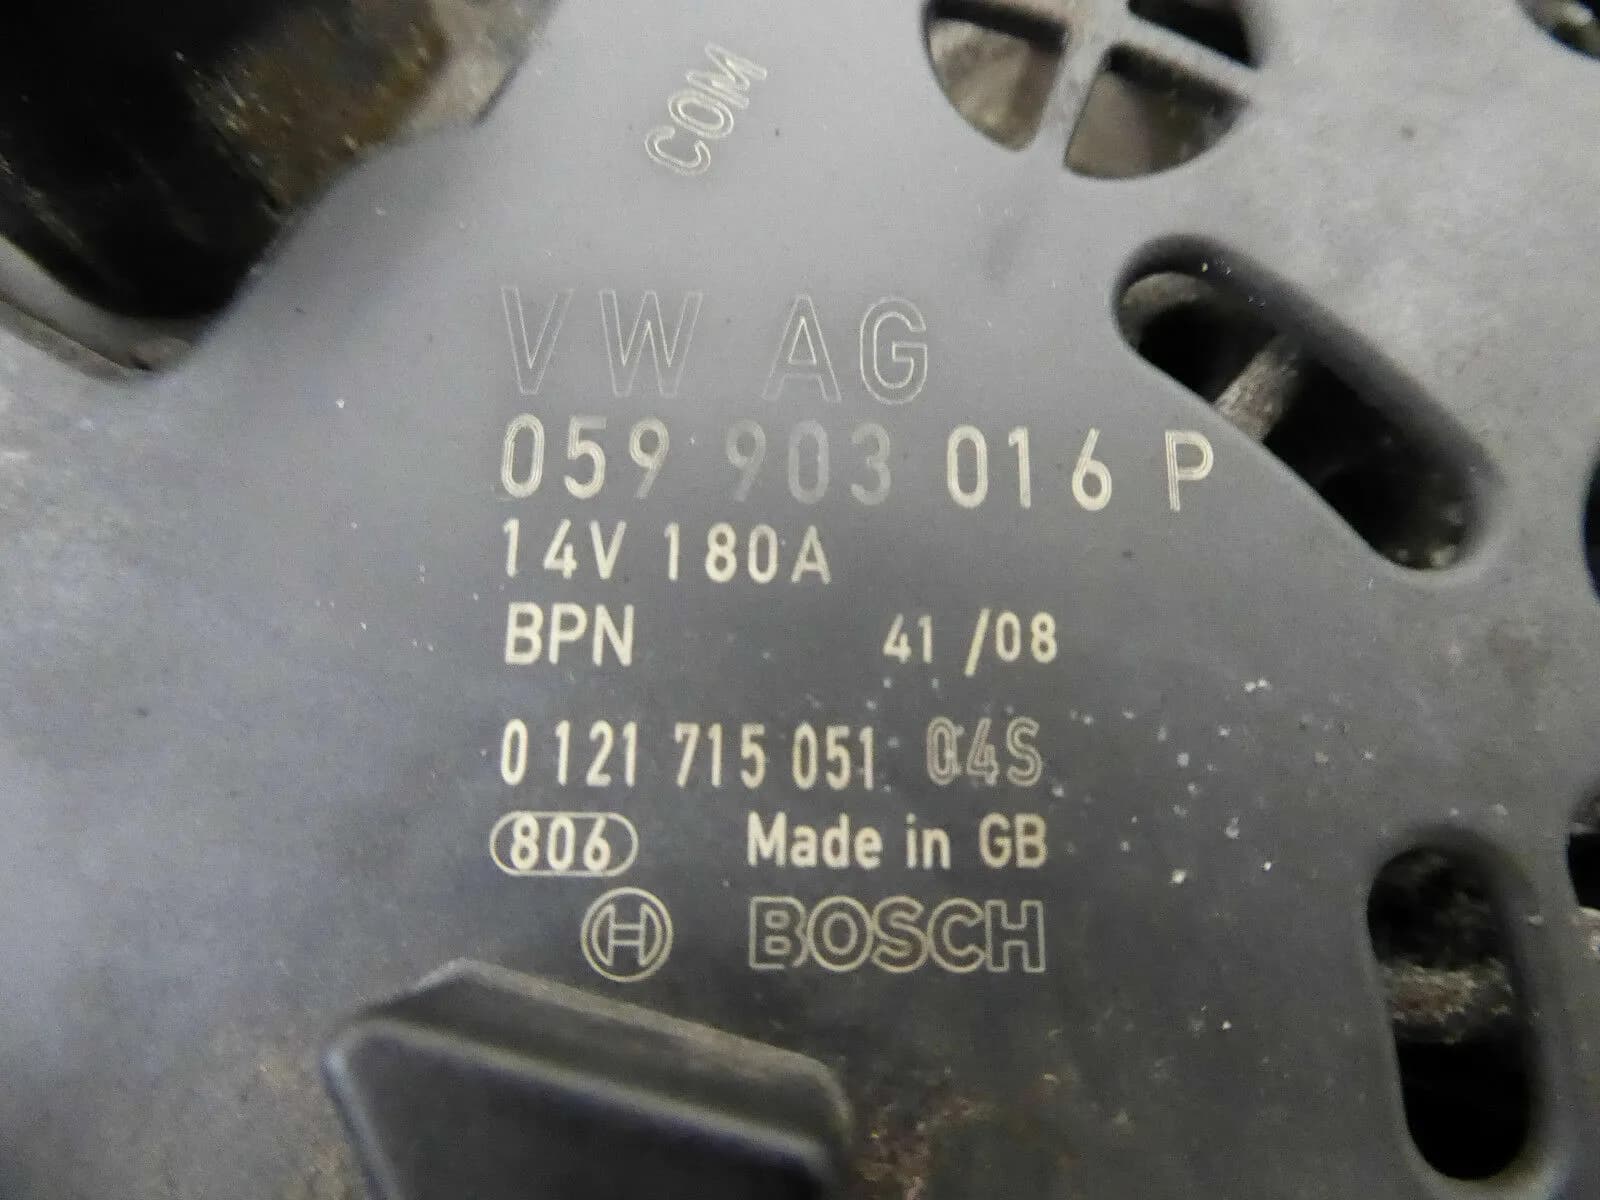 COM
VW AG
059 903 016 P
14V 180A
BPN 41 /08
0 121 715 051 04S
806 Made in GB
BOSCH